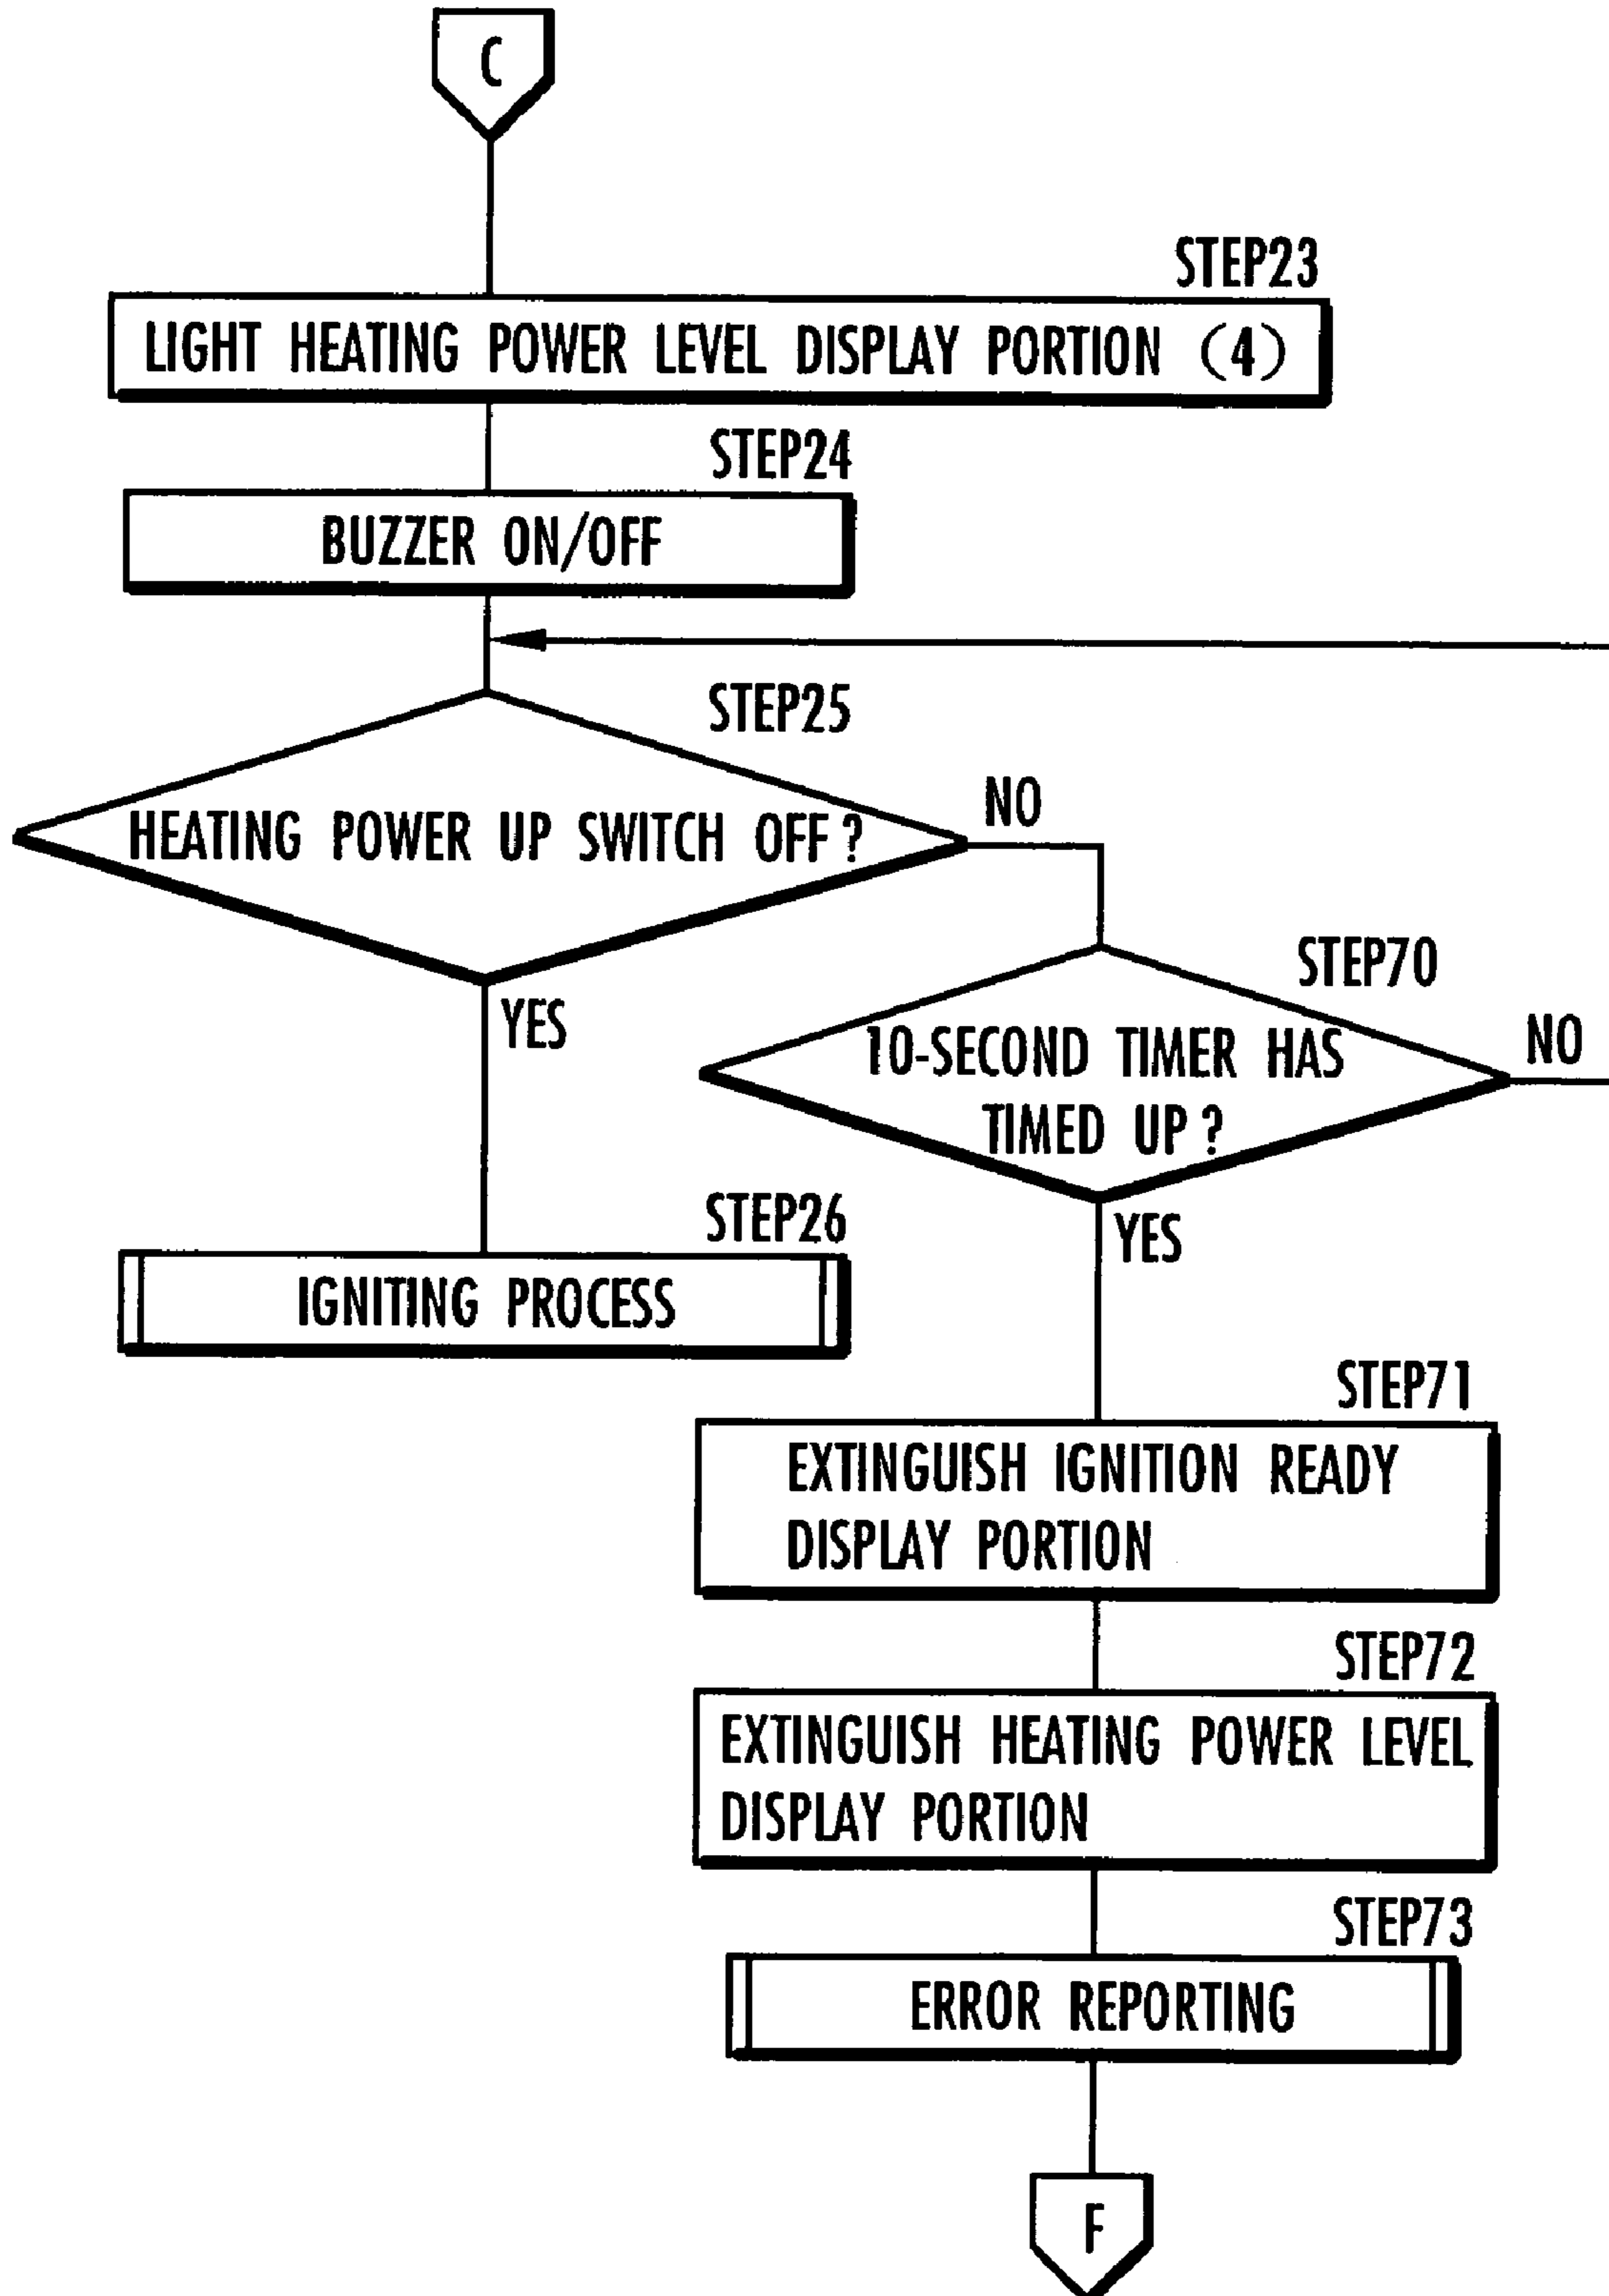 C
STEP23
LIGHT HEATING POWER LEVEL DISPLAY PORTION (4)
STEP24
BUZZER ON/OFF
STEP25
HEATING POWER UP SWITCH OFF?
NO
YES
STEP70
10-SECOND TIMER HAS
TIMED UP?
NO
YES
STEP26
IGNITING PROCESS
STEP71
EXTINGUISH IGNITION READY
DISPLAY PORTION
STEP72
EXTINGUISH HEATING POWER LEVEL
DISPLAY PORTION
STEP73
ERROR REPORTING
F